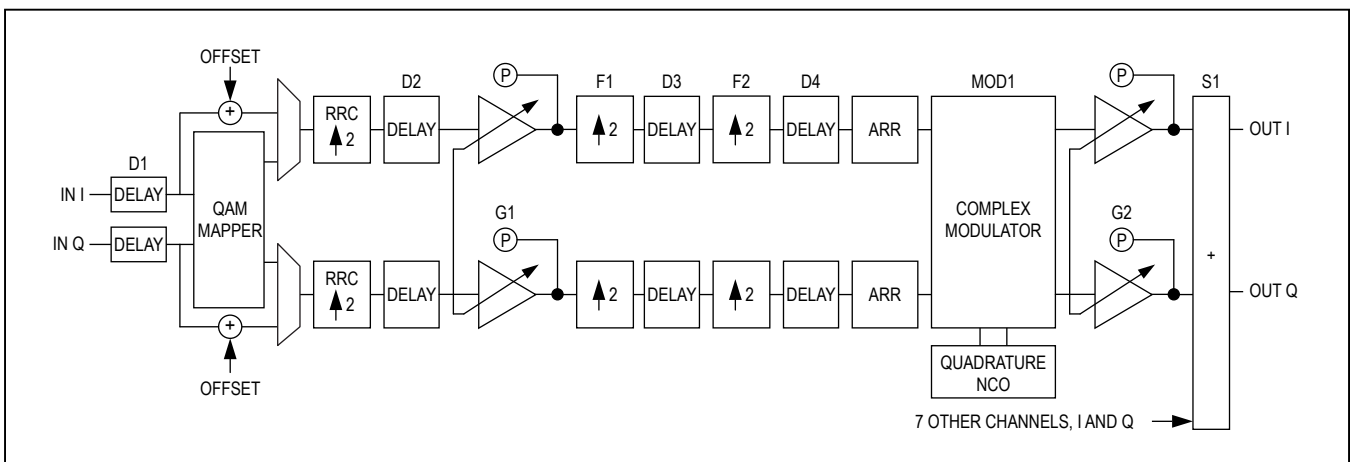 OFFSET
D2
P
F1
D3
F2
D4
MOD1
P
S1
+
RRC
2
DELAY
2
DELAY
2
DELAY
ARR
OUT I
D1
IN I
DELAY
QAM
MAPPER
COMPLEX
MODULATOR
IN Q
DELAY
G1
P
G2
P
+
RRC
2
DELAY
2
DELAY
2
DELAY
ARR
OUT Q
+
OFFSET
QUADRATURE
NCO
7 OTHER CHANNELS, I AND Q